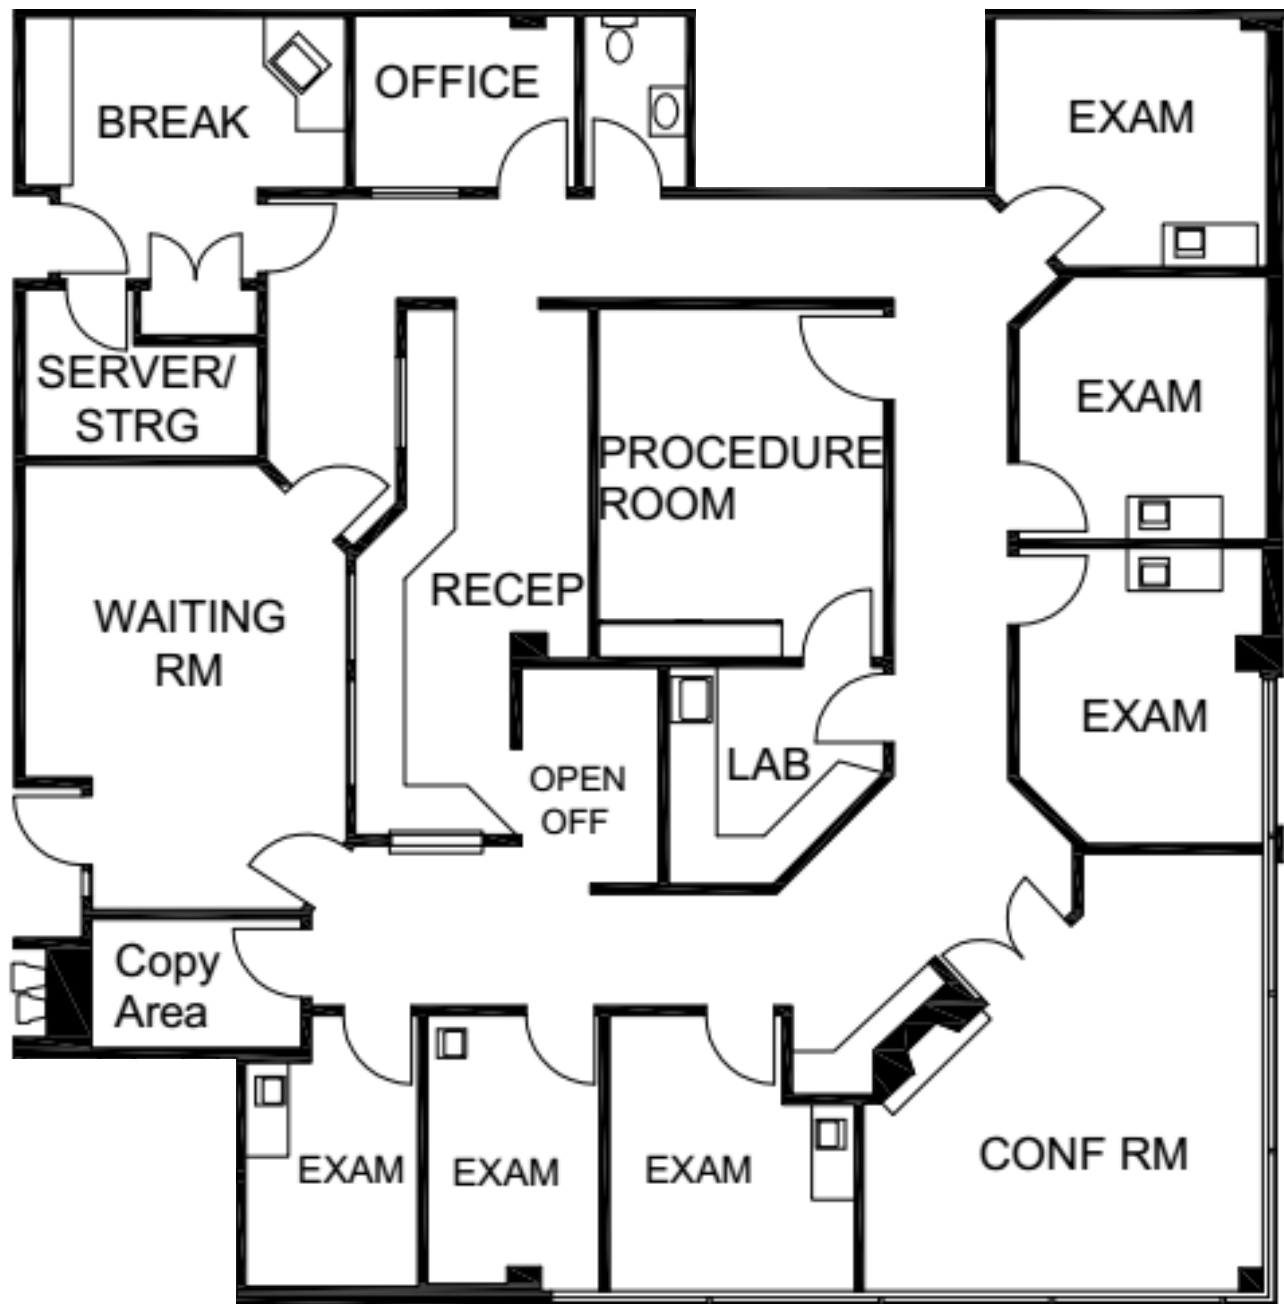 BREAK
OFFICE
EXAM
SERVER/
STRG
EXAM
PROCEDURE
ROOM
WAITING
RM
RECEP
EXAM
OPEN
OFF
LAB
Copy
Area
EXAM
EXAM
EXAM
CONF RM